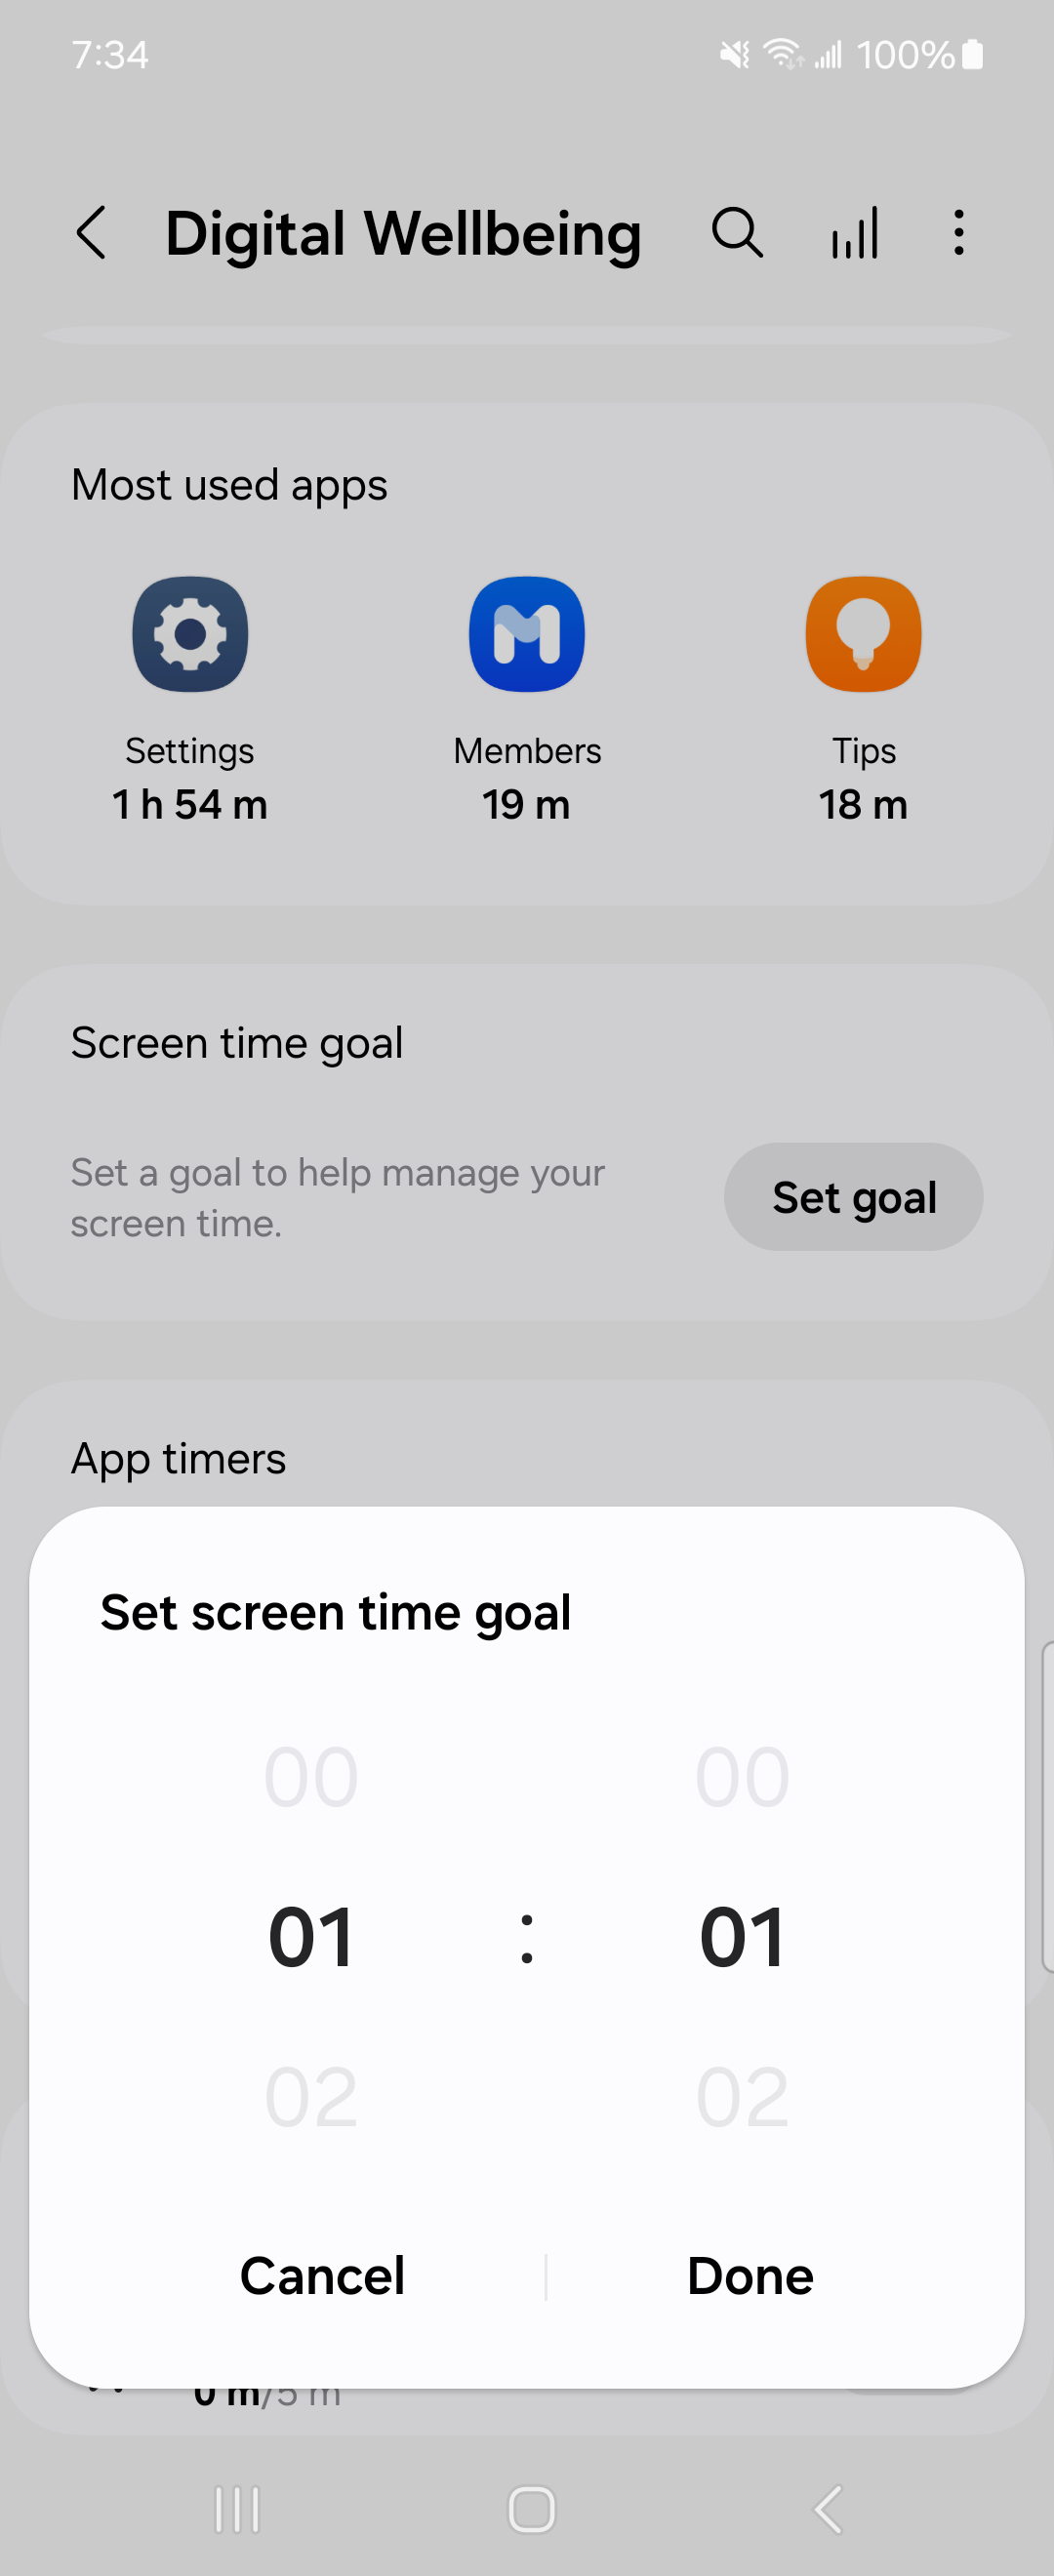 7:34
100%
Digital Wellbeing
Most used apps
Settings
Members
Tips
1 h 54 m
19 m
18 m
Screen time goal
Set a goal to help manage your
screen time.
Set goal
App timers
Set screen time goal
00 00
01 : 01
02 02
Cancel
Done
0 m/5 m